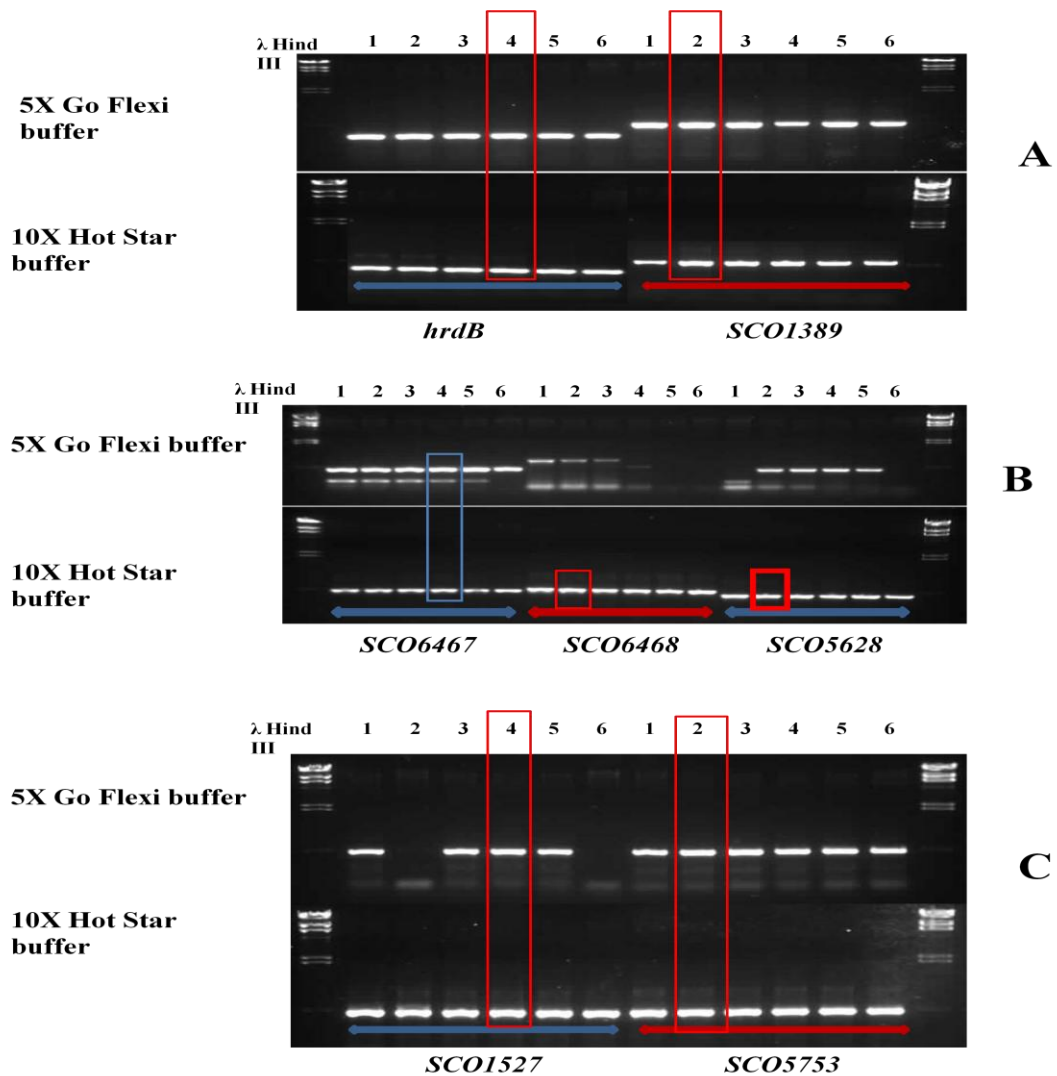 λ Hind
III
1 2 3 4 5 6 1 2 3 4 5 6
5X Go Flexi
buffer
A
10X Hot Star
buffer
hrdB SCO1389
λ Hind
III
1 2 3 4 5 6 1 2 3 4 5 6 1 2 3 4 5 6
5X Go Flexi buffer
B
10X Hot Star
buffer
SCO6467 SCO6468 SCO5628
λ Hind
III
1 2 3 4 5 6 1 2 3 4 5 6
5X Go Flexi buffer
C
10X Hot Star
buffer
SCO1527 SCO5753